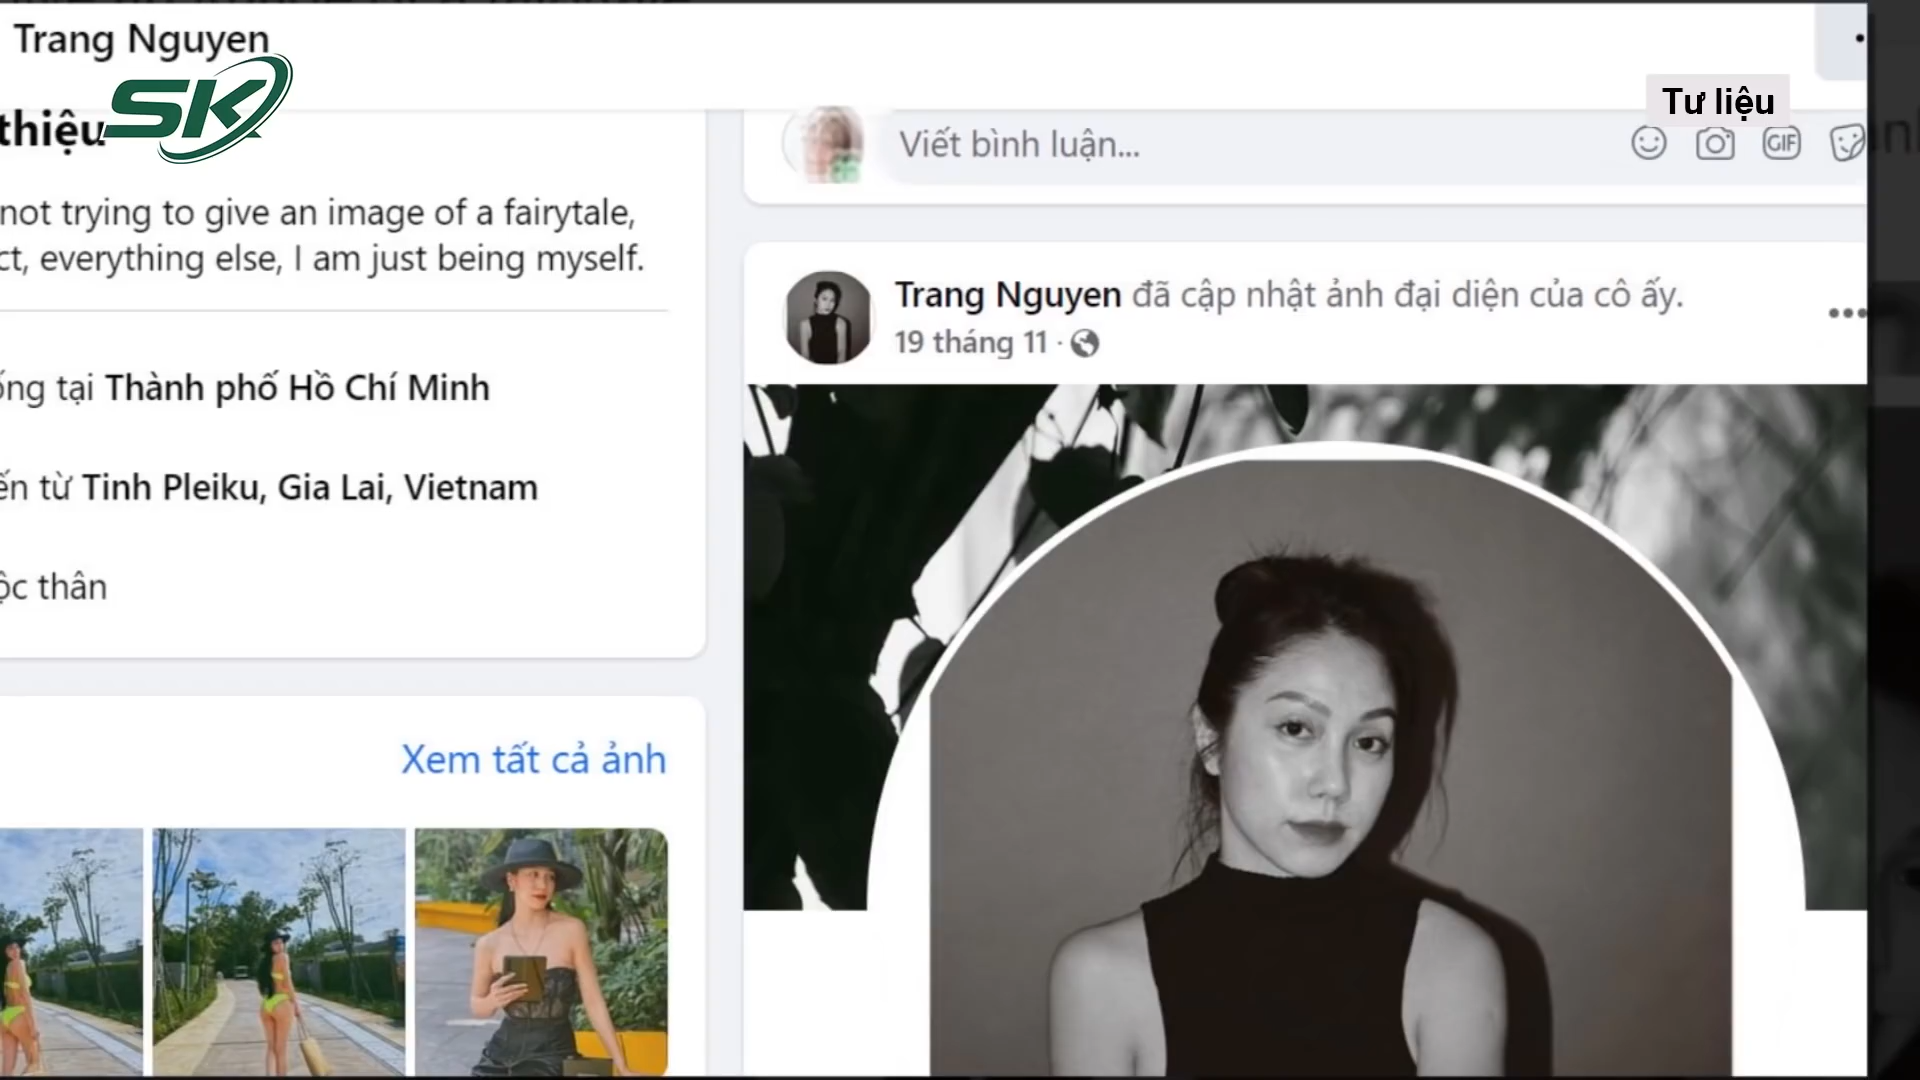 Trang Nguyen
SK
Tư liệu
thiệu
not trying to give an image of a fairytale,
ct, everything else, I am just being myself.
ống tại Thành phố Hồ Chí Minh
ến từ Tinh Pleiku, Gia Lai, Vietnam
ộc thân
Xem tất cả ảnh
Viết bình luận...
GIF
Trang Nguyen đã cập nhật ảnh đại diện của cô ấy.
19 tháng 11 ·